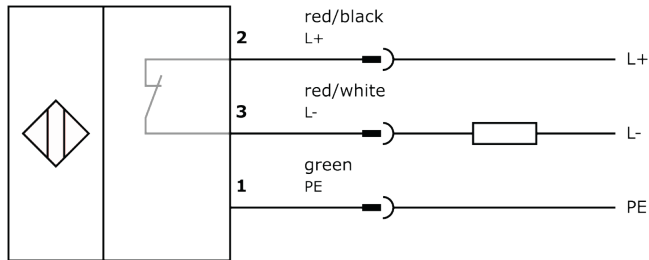 red/black
2 L+ L+
red/white
3 L- L-
green
1 PE PE